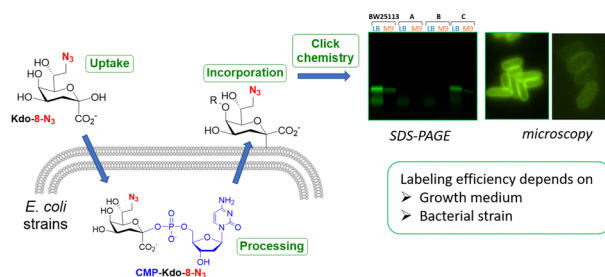 Uptake
N₃
HO
OH
HO
O
OH
HO
CO₂⁻
Kdo-8-N₃
Incorporation
N₃
R
O
OH
HO
O
CO₂⁻
Click
chemistry
BW25113 A B C
LB M9 LB M9 LB M9 LB M9
SDS-PAGE
microscopy
E. coli
strains
N₃
HO
OH
HO
O
CO₂⁻
O
P
O
O⁻
O
NH₂
N
N
O
O
OH
CMP-Kdo-8-N₃
Processing
Labeling efficiency depends on
➢ Growth medium
➢ Bacterial strain